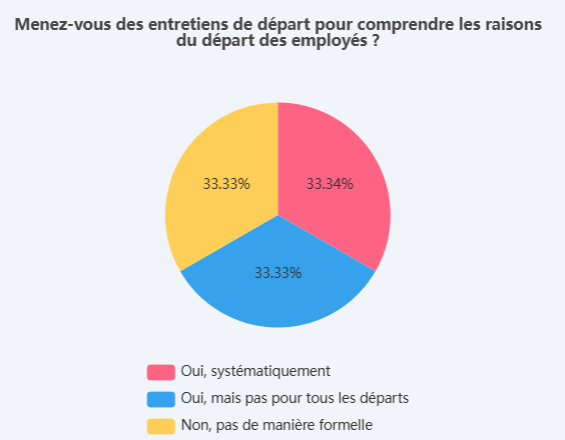 Menez-vous des entretiens de départ pour comprendre les raisons
du départ des employés ?
33.33%
33.34%
33.33%
Oui, systématiquement
Oui, mais pas pour tous les départs
Non, pas de manière formelle